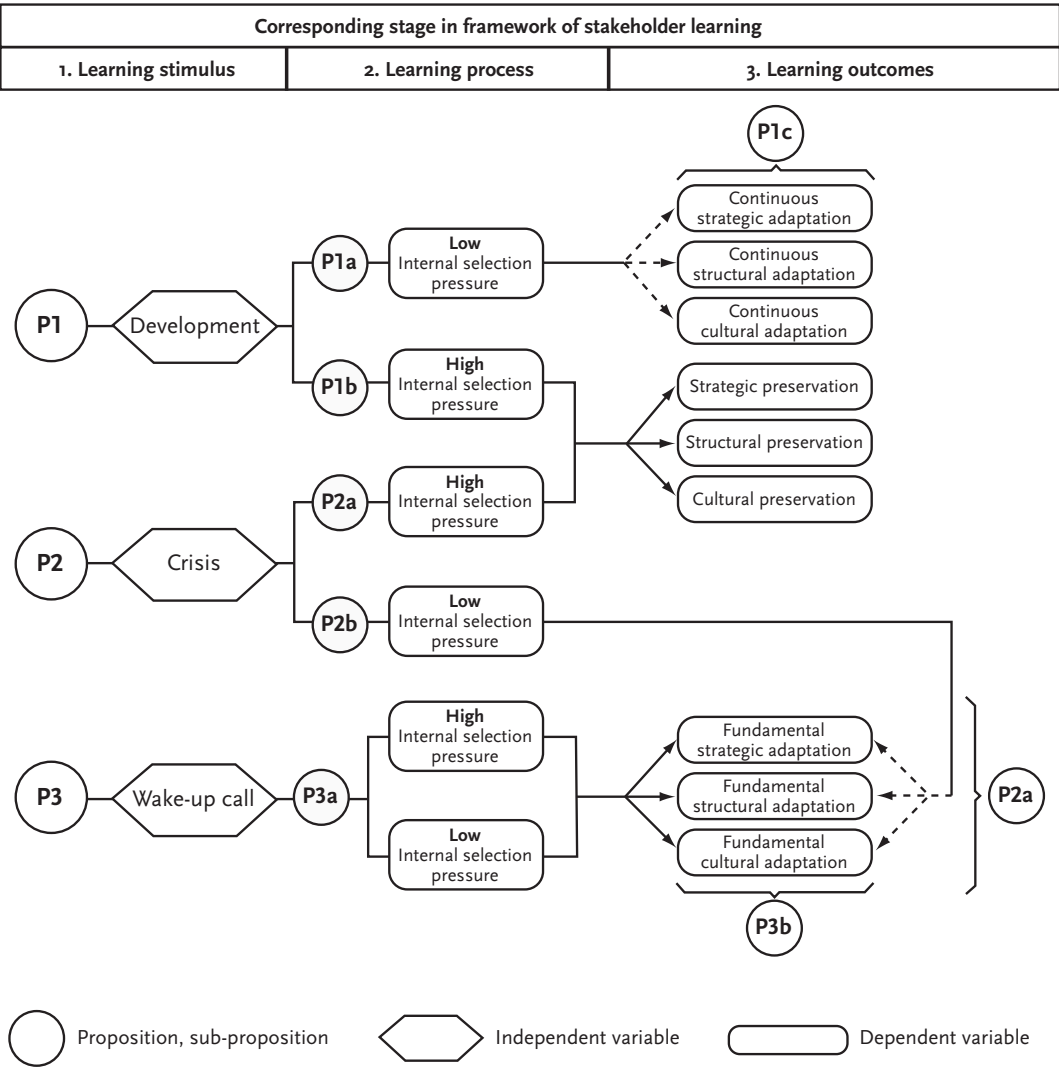 Corresponding stage in framework of stakeholder learning
1. Learning stimulus
2. Learning process
3. Learning outcomes
P1c
Continuous
strategic adaptation
P1a
Low
Internal selection
pressure
Continuous
structural adaptation
P1
Development
Continuous
cultural adaptation
P1b
High
Internal selection
pressure
Strategic preservation
Structural preservation
P2a
High
Internal selection
pressure
Cultural preservation
P2
Crisis
P2b
Low
Internal selection
pressure
High
Internal selection
pressure
Fundamental
strategic adaptation
P3
Wake-up call
P3a
Fundamental
structural adaptation
P2a
Low
Internal selection
pressure
Fundamental
cultural adaptation
P3b
Proposition, sub-proposition
Independent variable
Dependent variable